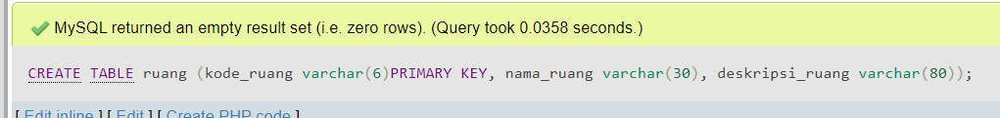 MySQL returned an empty result set (i.e. zero rows). (Query took 0.0358 seconds.)
CREATE TABLE ruang (kode_ruang varchar(6)PRIMARY KEY, nama_ruang varchar(30), deskripsi_ruang varchar(80));
[ Edit inline ] [ Edit ] [ Create PHP code ]